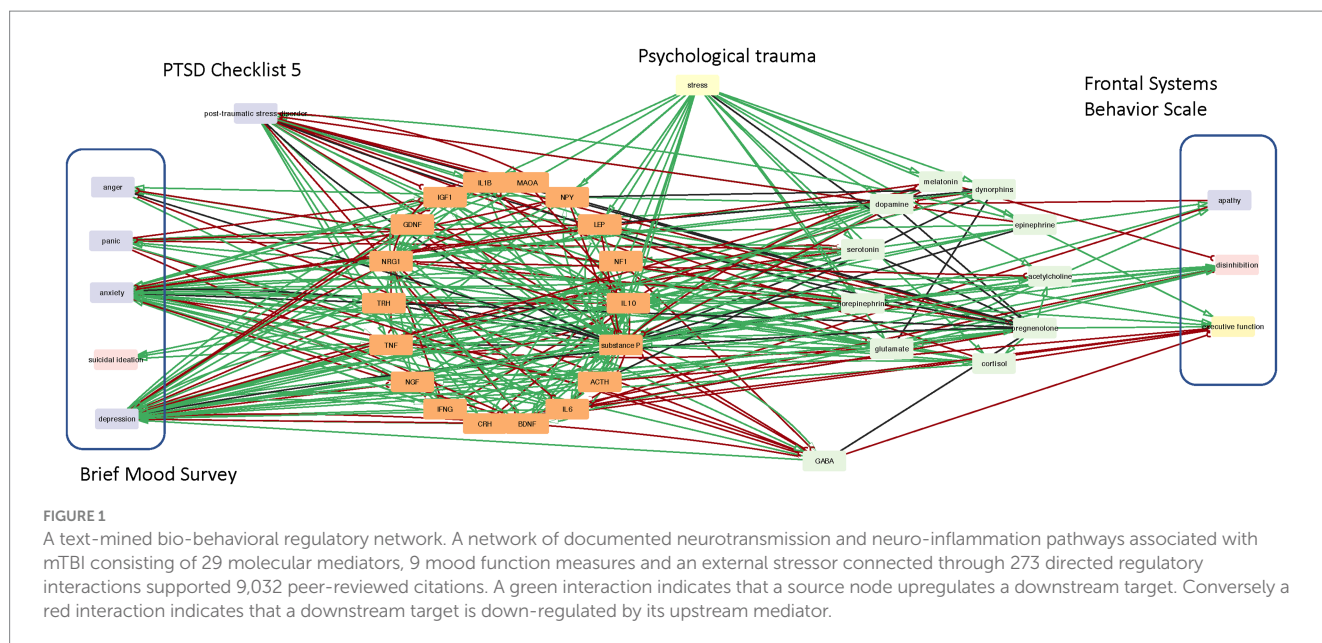 PTSD Checklist 5
Psychological trauma
Frontal Systems
Behavior Scale
stress
post-traumatic stress disorder
anger
panic
anxiety
suicidal ideation
depression
Brief Mood Survey
IL1B
MAOA
IGF1
NPY
GDNF
LEP
NRG1
NF1
TRH
IL10
TNF
substance P
NGF
ACTH
IFNG
IL6
CRH
BDNF
melatonin
dynorphins
dopamine
epinephrine
serotonin
acetylcholine
norepinephrine
pregnenolone
glutamate
cortisol
GABA
apathy
disinhibition
executive function
FIGURE 1
A text-mined bio-behavioral regulatory network. A network of documented neurotransmission and neuro-inflammation pathways associated with
mTBI consisting of 29 molecular mediators, 9 mood function measures and an external stressor connected through 273 directed regulatory
interactions supported 9,032 peer-reviewed citations. A green interaction indicates that a source node upregulates a downstream target. Conversely a
red interaction indicates that a downstream target is down-regulated by its upstream mediator.